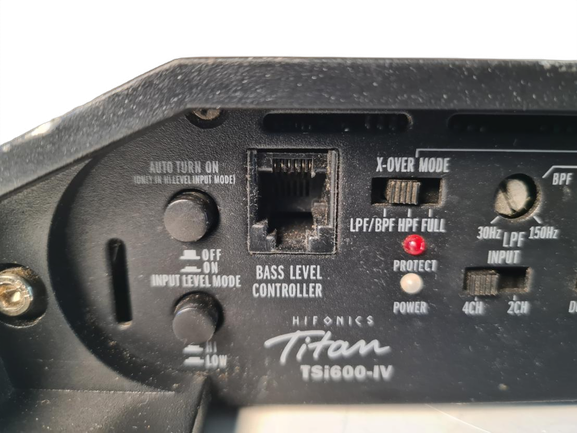 AUTO TURN ON
(ONLY IN HI LEVEL INPUT MODE)
OFF
ON
INPUT LEVEL MODE
HI
LOW
BASS LEVEL
CONTROLLER
X-OVER MODE
LPF/BPF HPF FULL
PROTECT
POWER
BPF
30Hz 150Hz
LPF
INPUT
4CH 2CH
HIFONICS
Titan
TSi600-IV